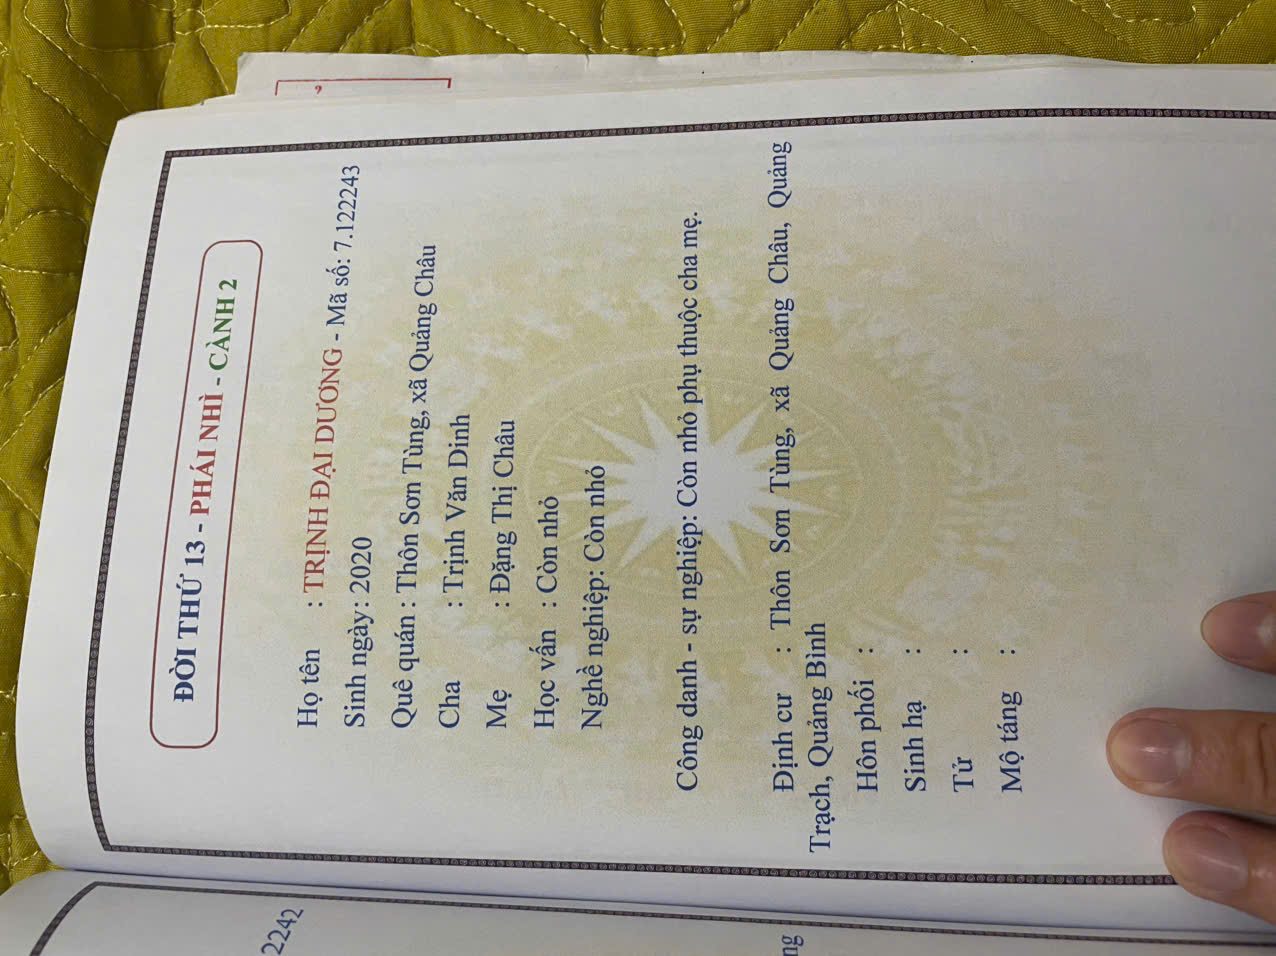 ĐỜI THỨ 13 - PHÁI NHÌ - CÀNH 2
Họ tên : TRỊNH ĐẠI DƯƠNG - Mã số: 7.122243
Sinh ngày: 2020
Quê quán : Thôn Sơn Tùng, xã Quảng Châu
Cha : Trịnh Văn Dinh
Mẹ : Đặng Thị Châu
Học vấn : Còn nhỏ
Nghề nghiệp: Còn nhỏ
Công danh - sự nghiệp: Còn nhỏ phụ thuộc cha mẹ.
Định cư : Thôn Sơn Tùng, xã Quảng Châu, Quảng
Trạch, Quảng Bình
Hôn phối :
Sinh hạ :
Tử :
Mộ táng :
2242
ng